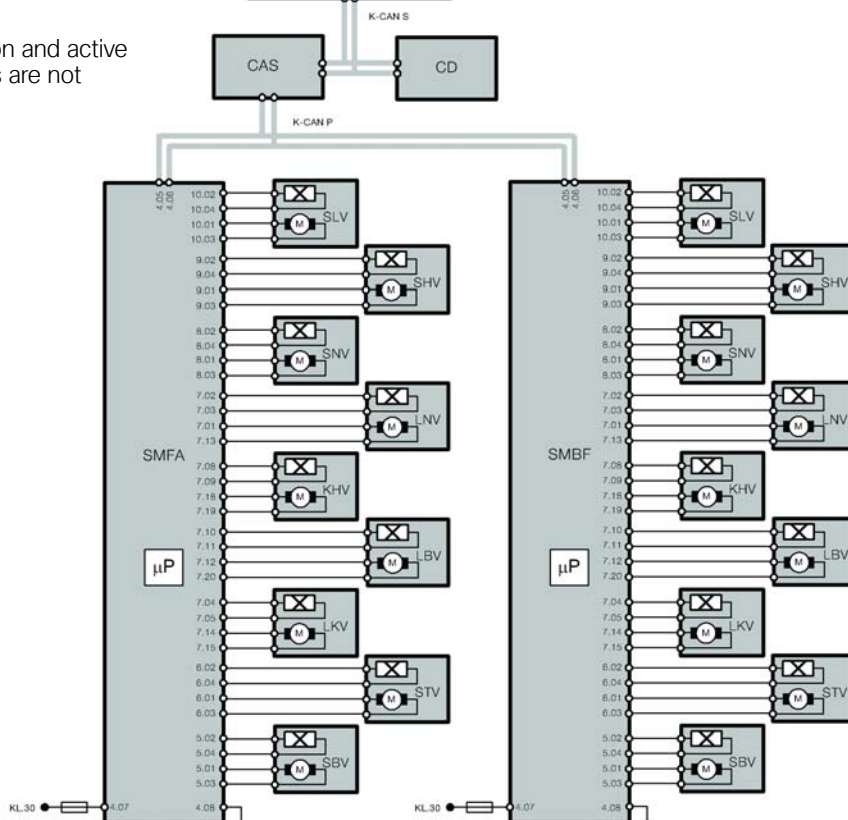 K-CAN S
on and active
s are not
CAS
CD
K-CAN P
4.05
4.06
10.02
10.04
10.01
10.03
M
SLV
9.02
9.04
9.01
9.03
M
SHV
8.02
8.04
8.01
8.03
M
SNV
7.02
7.03
7.01
7.13
M
LNV
SMFA
7.08
7.09
7.18
7.19
M
KHV
µP
7.10
7.11
7.12
7.20
M
LBV
7.04
7.05
7.14
7.15
M
LKV
6.02
6.04
6.01
6.03
M
STV
5.02
5.04
5.01
5.03
M
SBV
KL.30
4.07
4.08
4.05
4.06
10.02
10.04
10.01
10.03
M
SLV
9.02
9.04
9.01
9.03
M
SHV
8.02
8.04
8.01
8.03
M
SNV
7.02
7.03
7.01
7.13
M
LNV
SMBF
7.08
7.09
7.18
7.19
M
KHV
µP
7.10
7.11
7.12
7.20
M
LBV
7.04
7.05
7.14
7.15
M
LKV
6.02
6.04
6.01
6.03
M
STV
5.02
5.04
5.01
5.03
M
SBV
KL.30
4.07
4.08